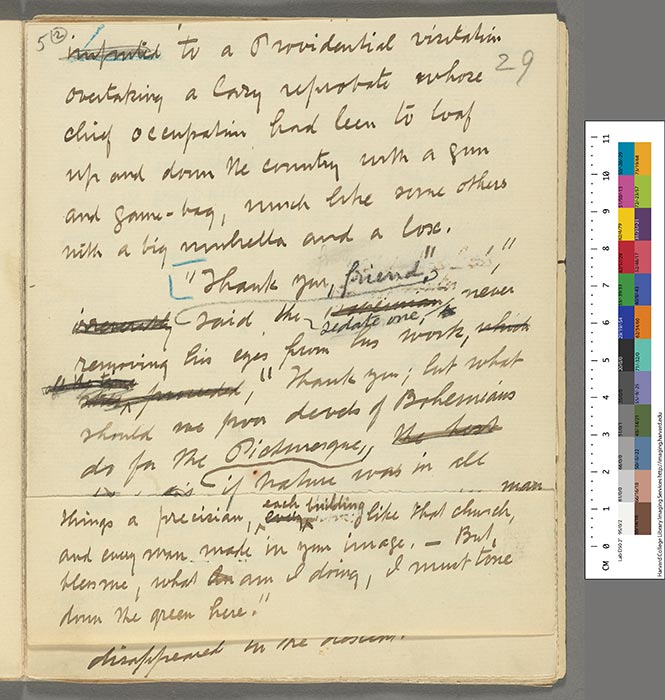 5 2
29
imputed to a Providential visitation
overtaking a lazy reprobate whose
chief occupation had been to loaf
up and down the country with a gun
and game-bag, much like some others
with a big umbrella and a box.
"Thank you, friend,"
said the never
sedate one,
removing his eyes from his work, which
proceeded, "Thank you; but what
should we poor devils of Bohemians
do for the Picturesque, the best
if Nature was in all
man
things a precisian, each building like that church,
and every man made in your image. — But,
bless me, what am I doing, I must tone
down the green here."
disappeared in the
CM 0 1 2 3 4 5 6 7 8 9 10 11
Harvard College Library Imaging Services http://imaging.harvard.edu